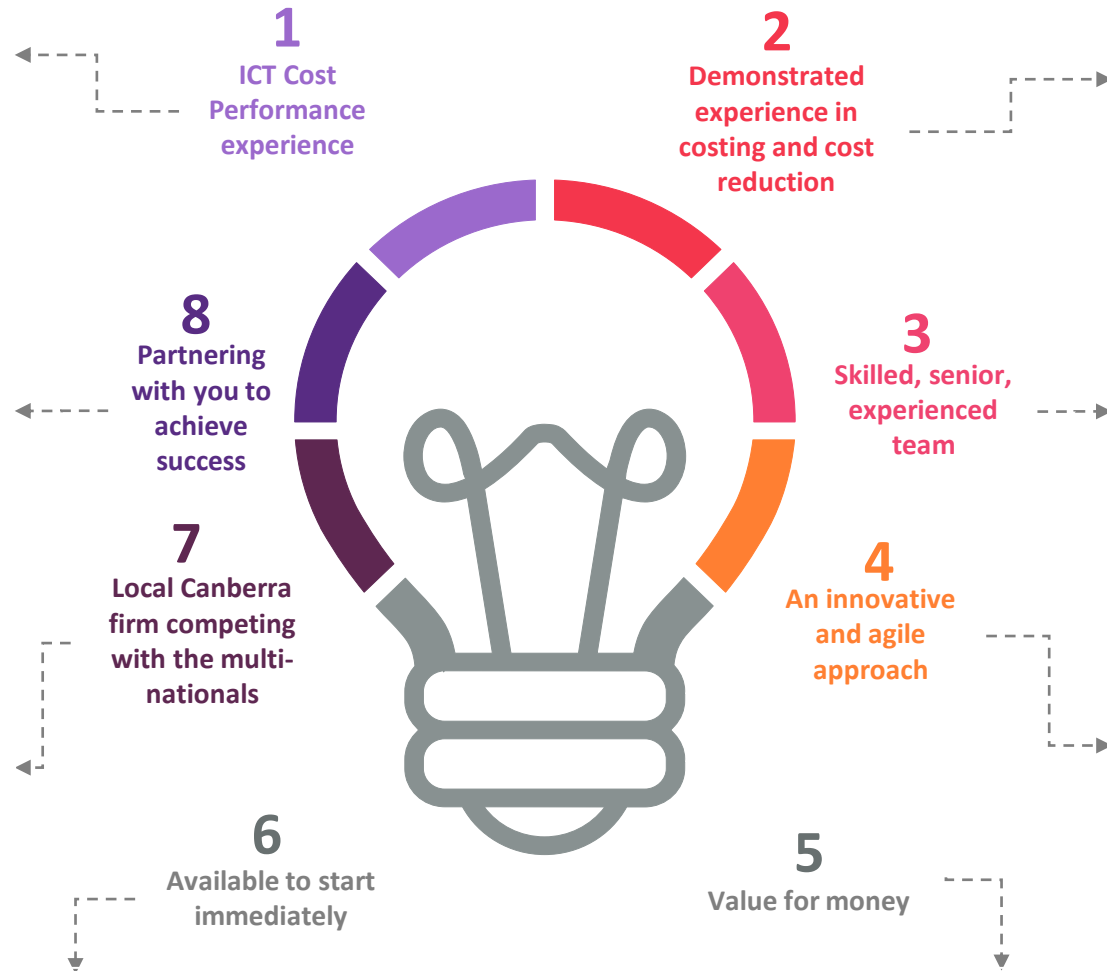 1
ICT Cost
Performance
experience
2
Demonstrated
experience in
costing and cost
reduction
3
Skilled, senior,
experienced
team
4
An innovative
and agile
approach
5
Value for money
6
Available to start
immediately
7
Local Canberra
firm competing
with the multi-
nationals
8
Partnering
with you to
achieve
success